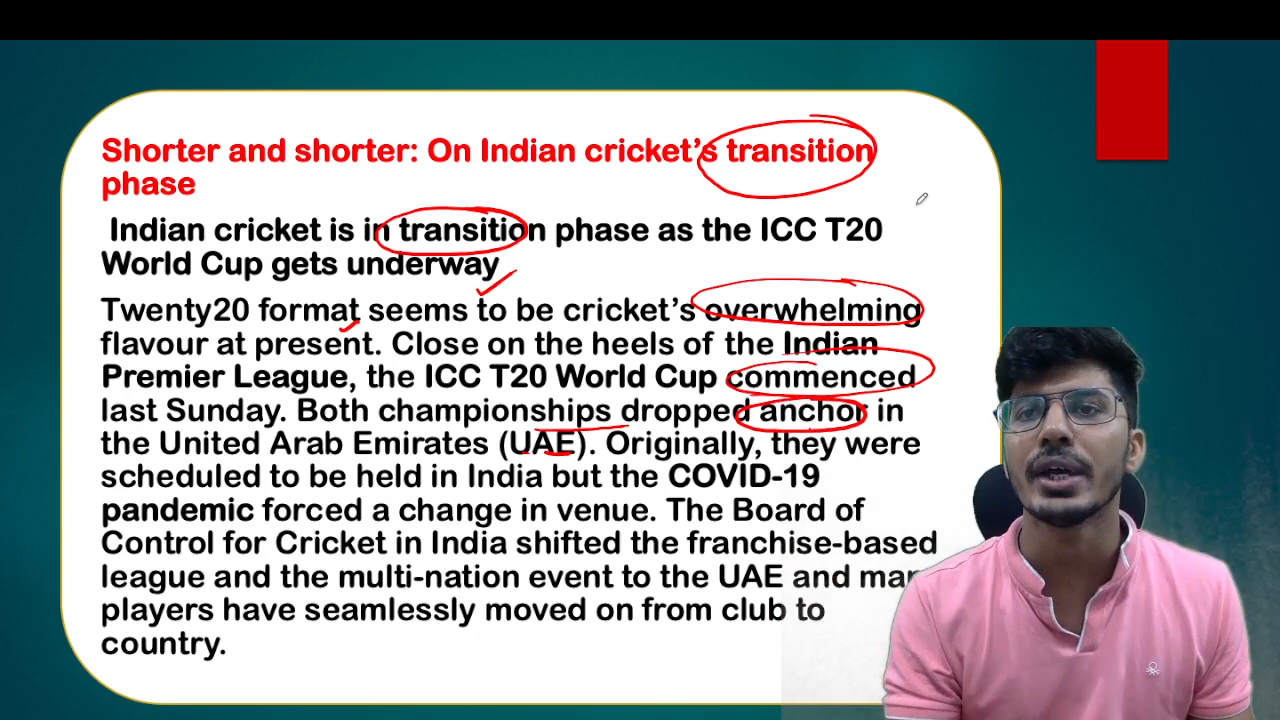 Shorter and shorter: On Indian cricket's transition
phase
Indian cricket is in transition phase as the ICC T20
World Cup gets underway
Twenty20 format seems to be cricket's overwhelming
flavour at present. Close on the heels of the Indian
Premier League, the ICC T20 World Cup commenced
last Sunday. Both championships dropped anchor in
the United Arab Emirates (UAE). Originally, they were
scheduled to be held in India but the COVID-19
pandemic forced a change in venue. The Board of
Control for Cricket in India shifted the franchise-based
league and the multi-nation event to the UAE and
players have seamlessly moved on from club to
country.